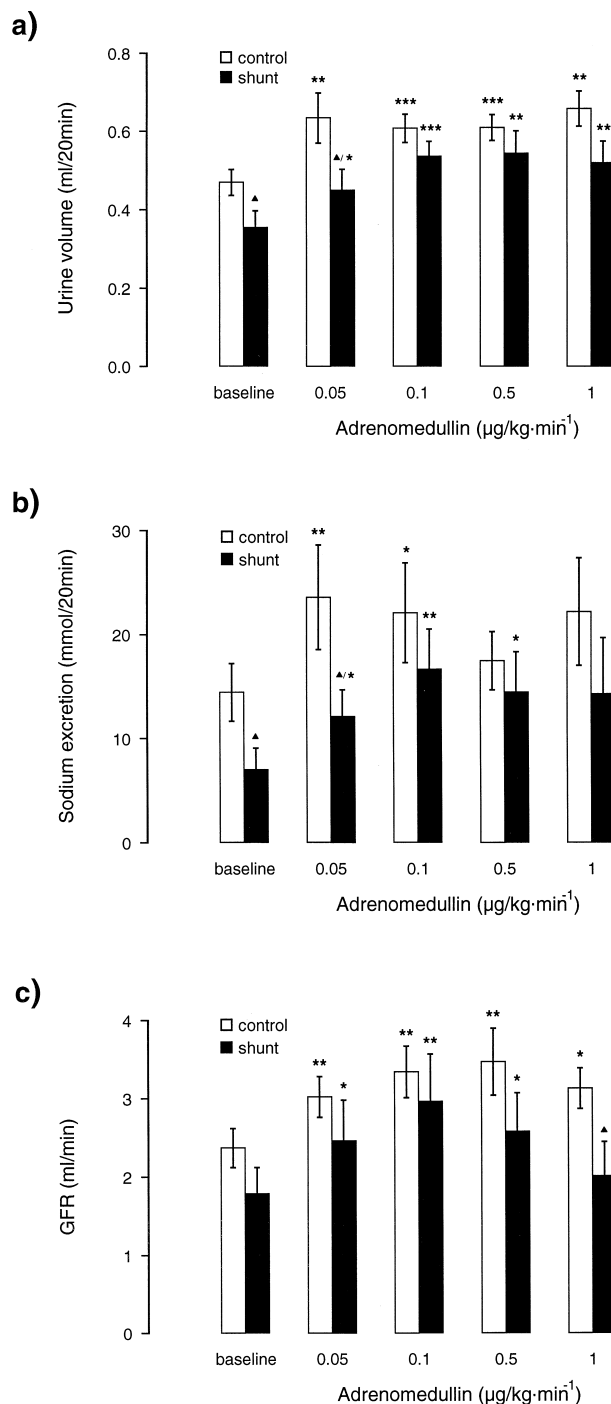 a)
control
shunt
Urine volume (ml/20min)
0.8
0.6
0.4
0.2
0.0
** *** *** **
▲ ▲/* *** ** **
baseline 0.05 0.1 0.5 1
Adrenomedullin (µg/kg·min-1)
b)
control
shunt
Sodium excretion (mmol/20min)
30
20
10
0
** *
▲ ▲/* ** *
baseline 0.05 0.1 0.5 1
Adrenomedullin (µg/kg·min-1)
c)
control
shunt
GFR (ml/min)
4
3
2
1
0
** ** ** *
* ** * ▲
baseline 0.05 0.1 0.5 1
Adrenomedullin (µg/kg·min-1)